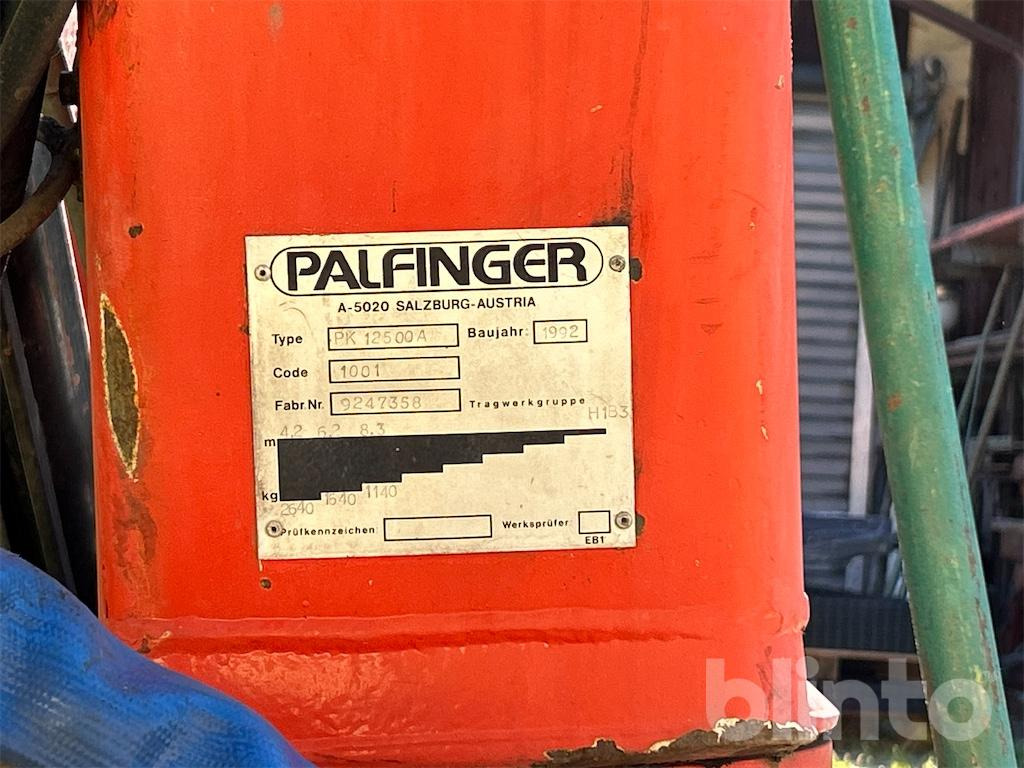 PALFINGER
A-5020 SALZBURG-AUSTRIA
Type PK 12500A Baujahr: 1992
Code 1001
Fabr.Nr. 9247358 Tragwerkgruppe H1B3
m 4,2 6,2 8,3
kg 2640 1640 1140
Prüfkennzeichen: Werksprüfer:
EB1
blinto